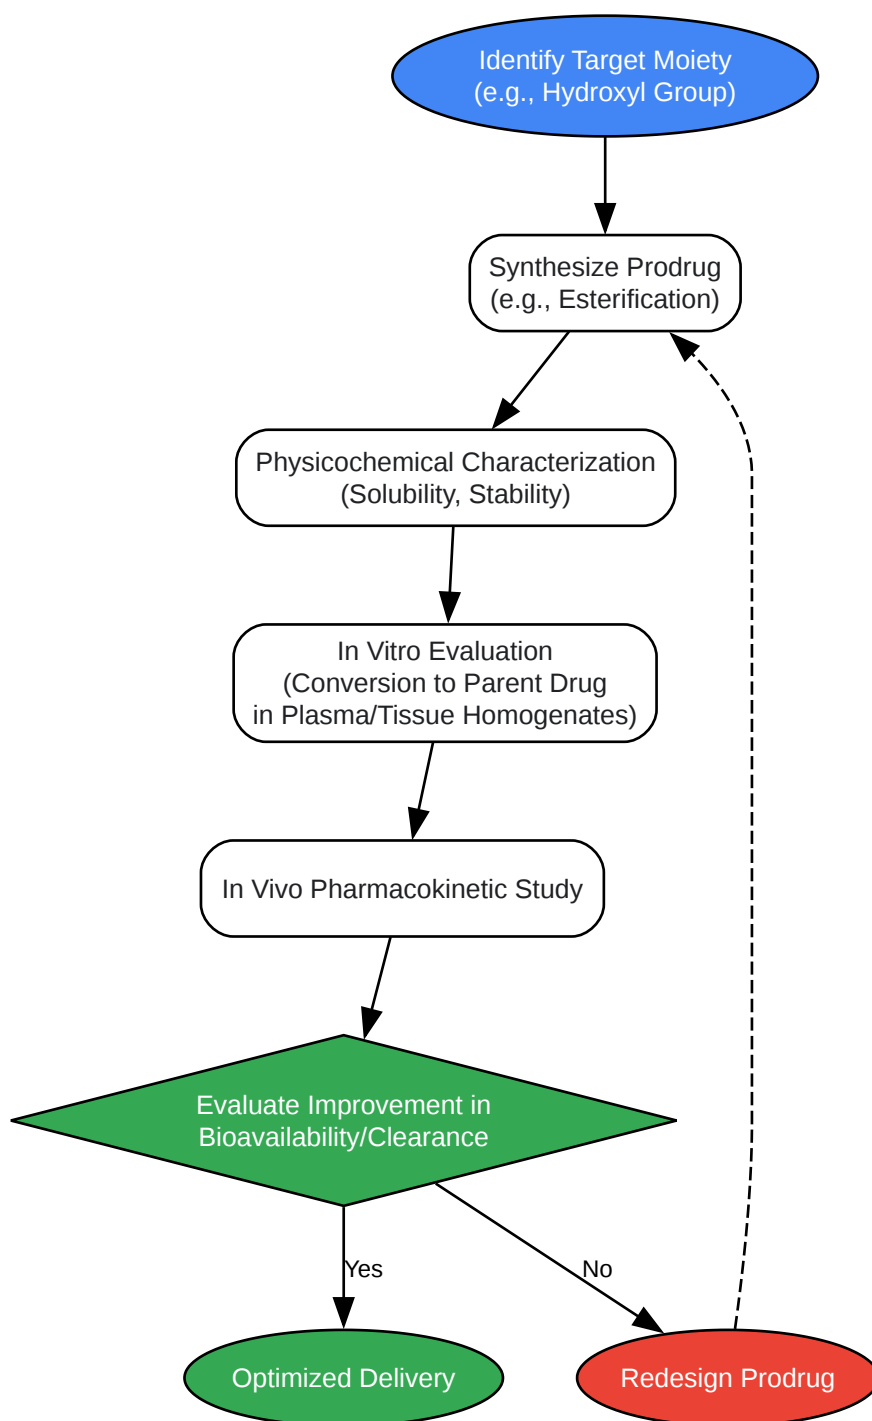 Identify Target Moiety
(e.g., Hydroxyl Group)
Synthesize Prodrug
(e.g., Esterification)
Physicochemical Characterization
(Solubility, Stability)
In Vitro Evaluation
(Conversion to Parent Drug
in Plasma/Tissue Homogenates)
In Vivo Pharmacokinetic Study
Evaluate Improvement in
Bioavailability/Clearance
Yes
No
Optimized Delivery
Redesign Prodrug